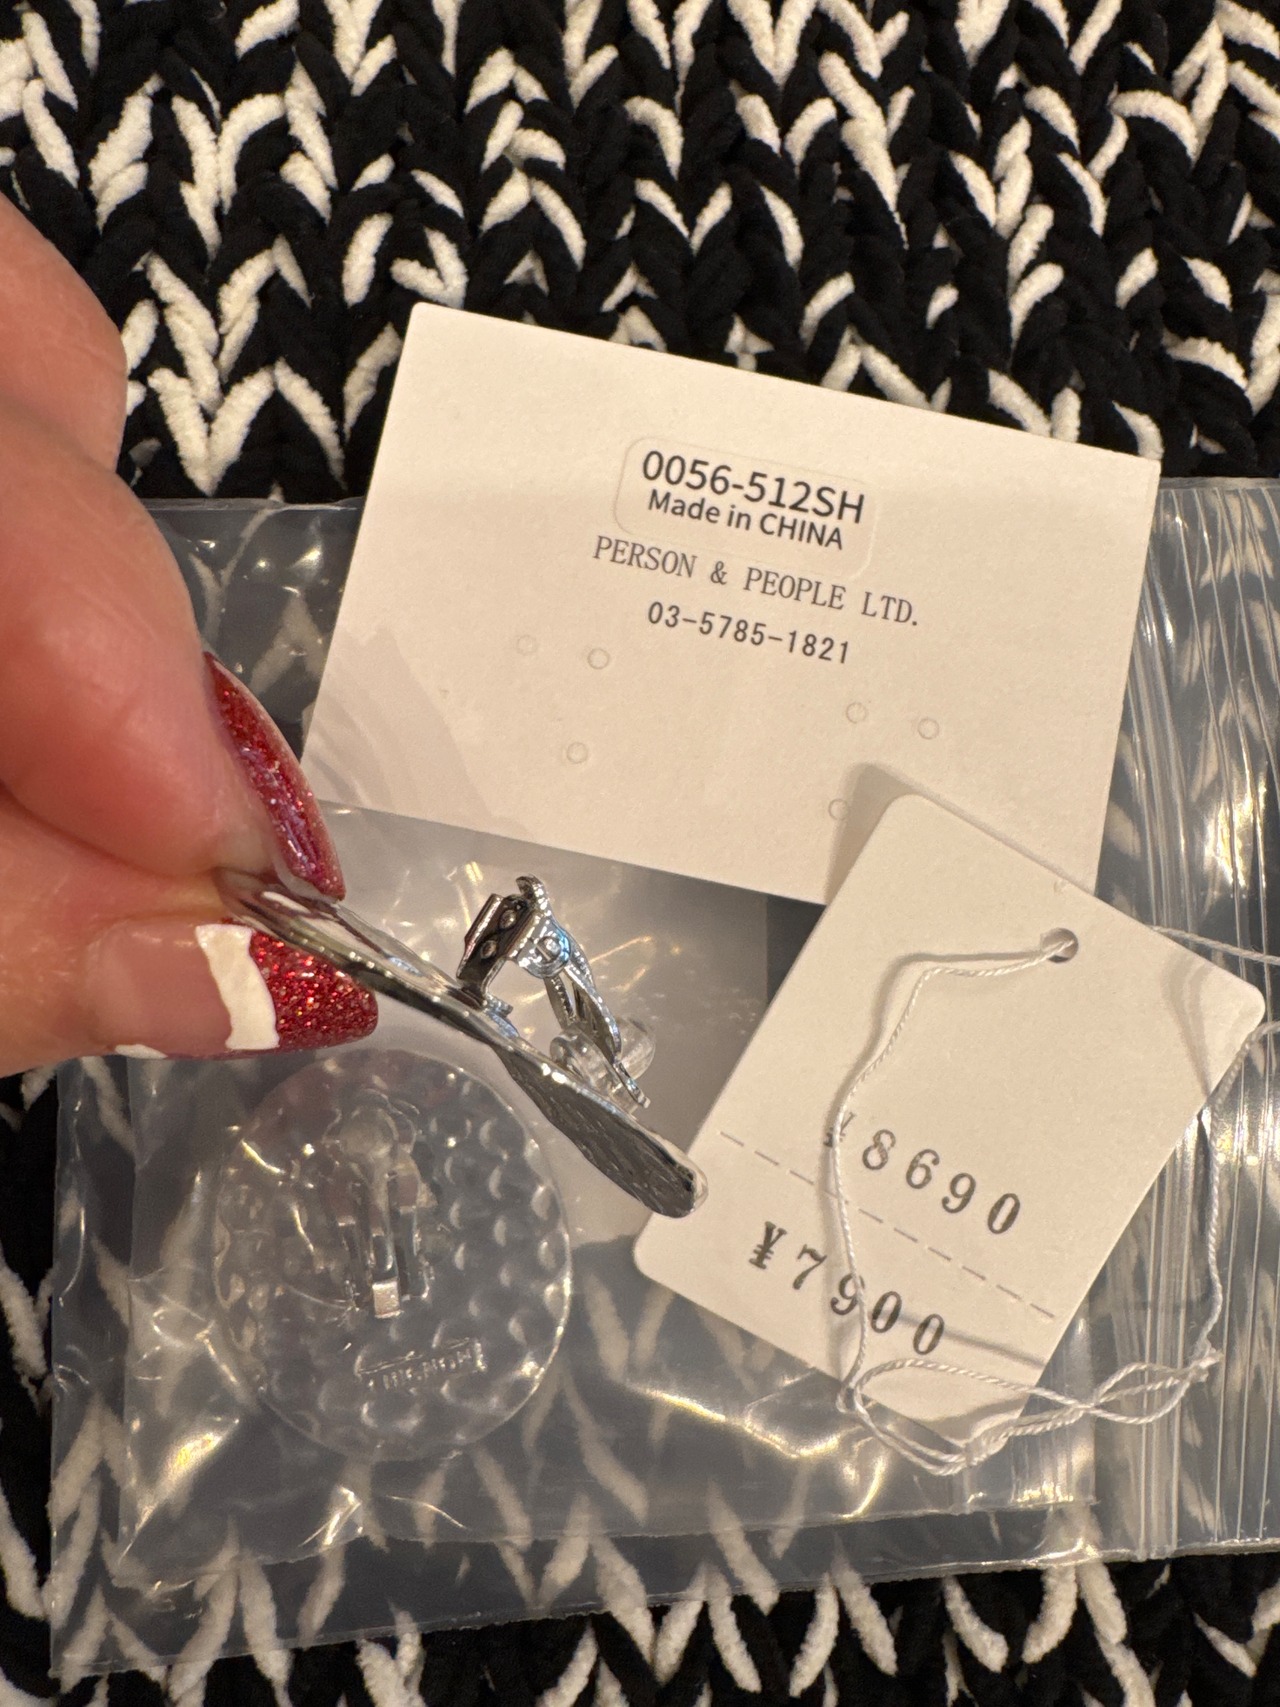 0056-512SH
Made in CHINA
PERSON & PEOPLE LTD.
03-5785-1821
¥8690
¥7900